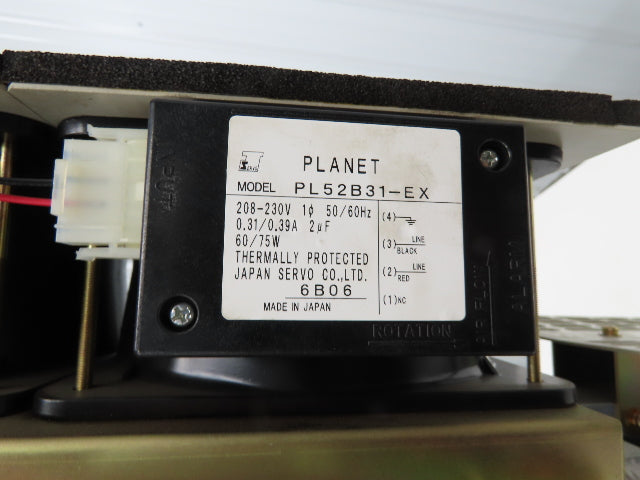 PLANET
MODEL PL52B31-EX
208-230V 1ϕ 50/60Hz
0.31/0.39A 2μF
60/75W
THERMALLY PROTECTED
JAPAN SERVO CO.,LTD.
6B06
MADE IN JAPAN
(4)
(3) LINE
BLACK
(2) LINE
RED
(1) NC
ROTATION
AIR FLOW
ALARM